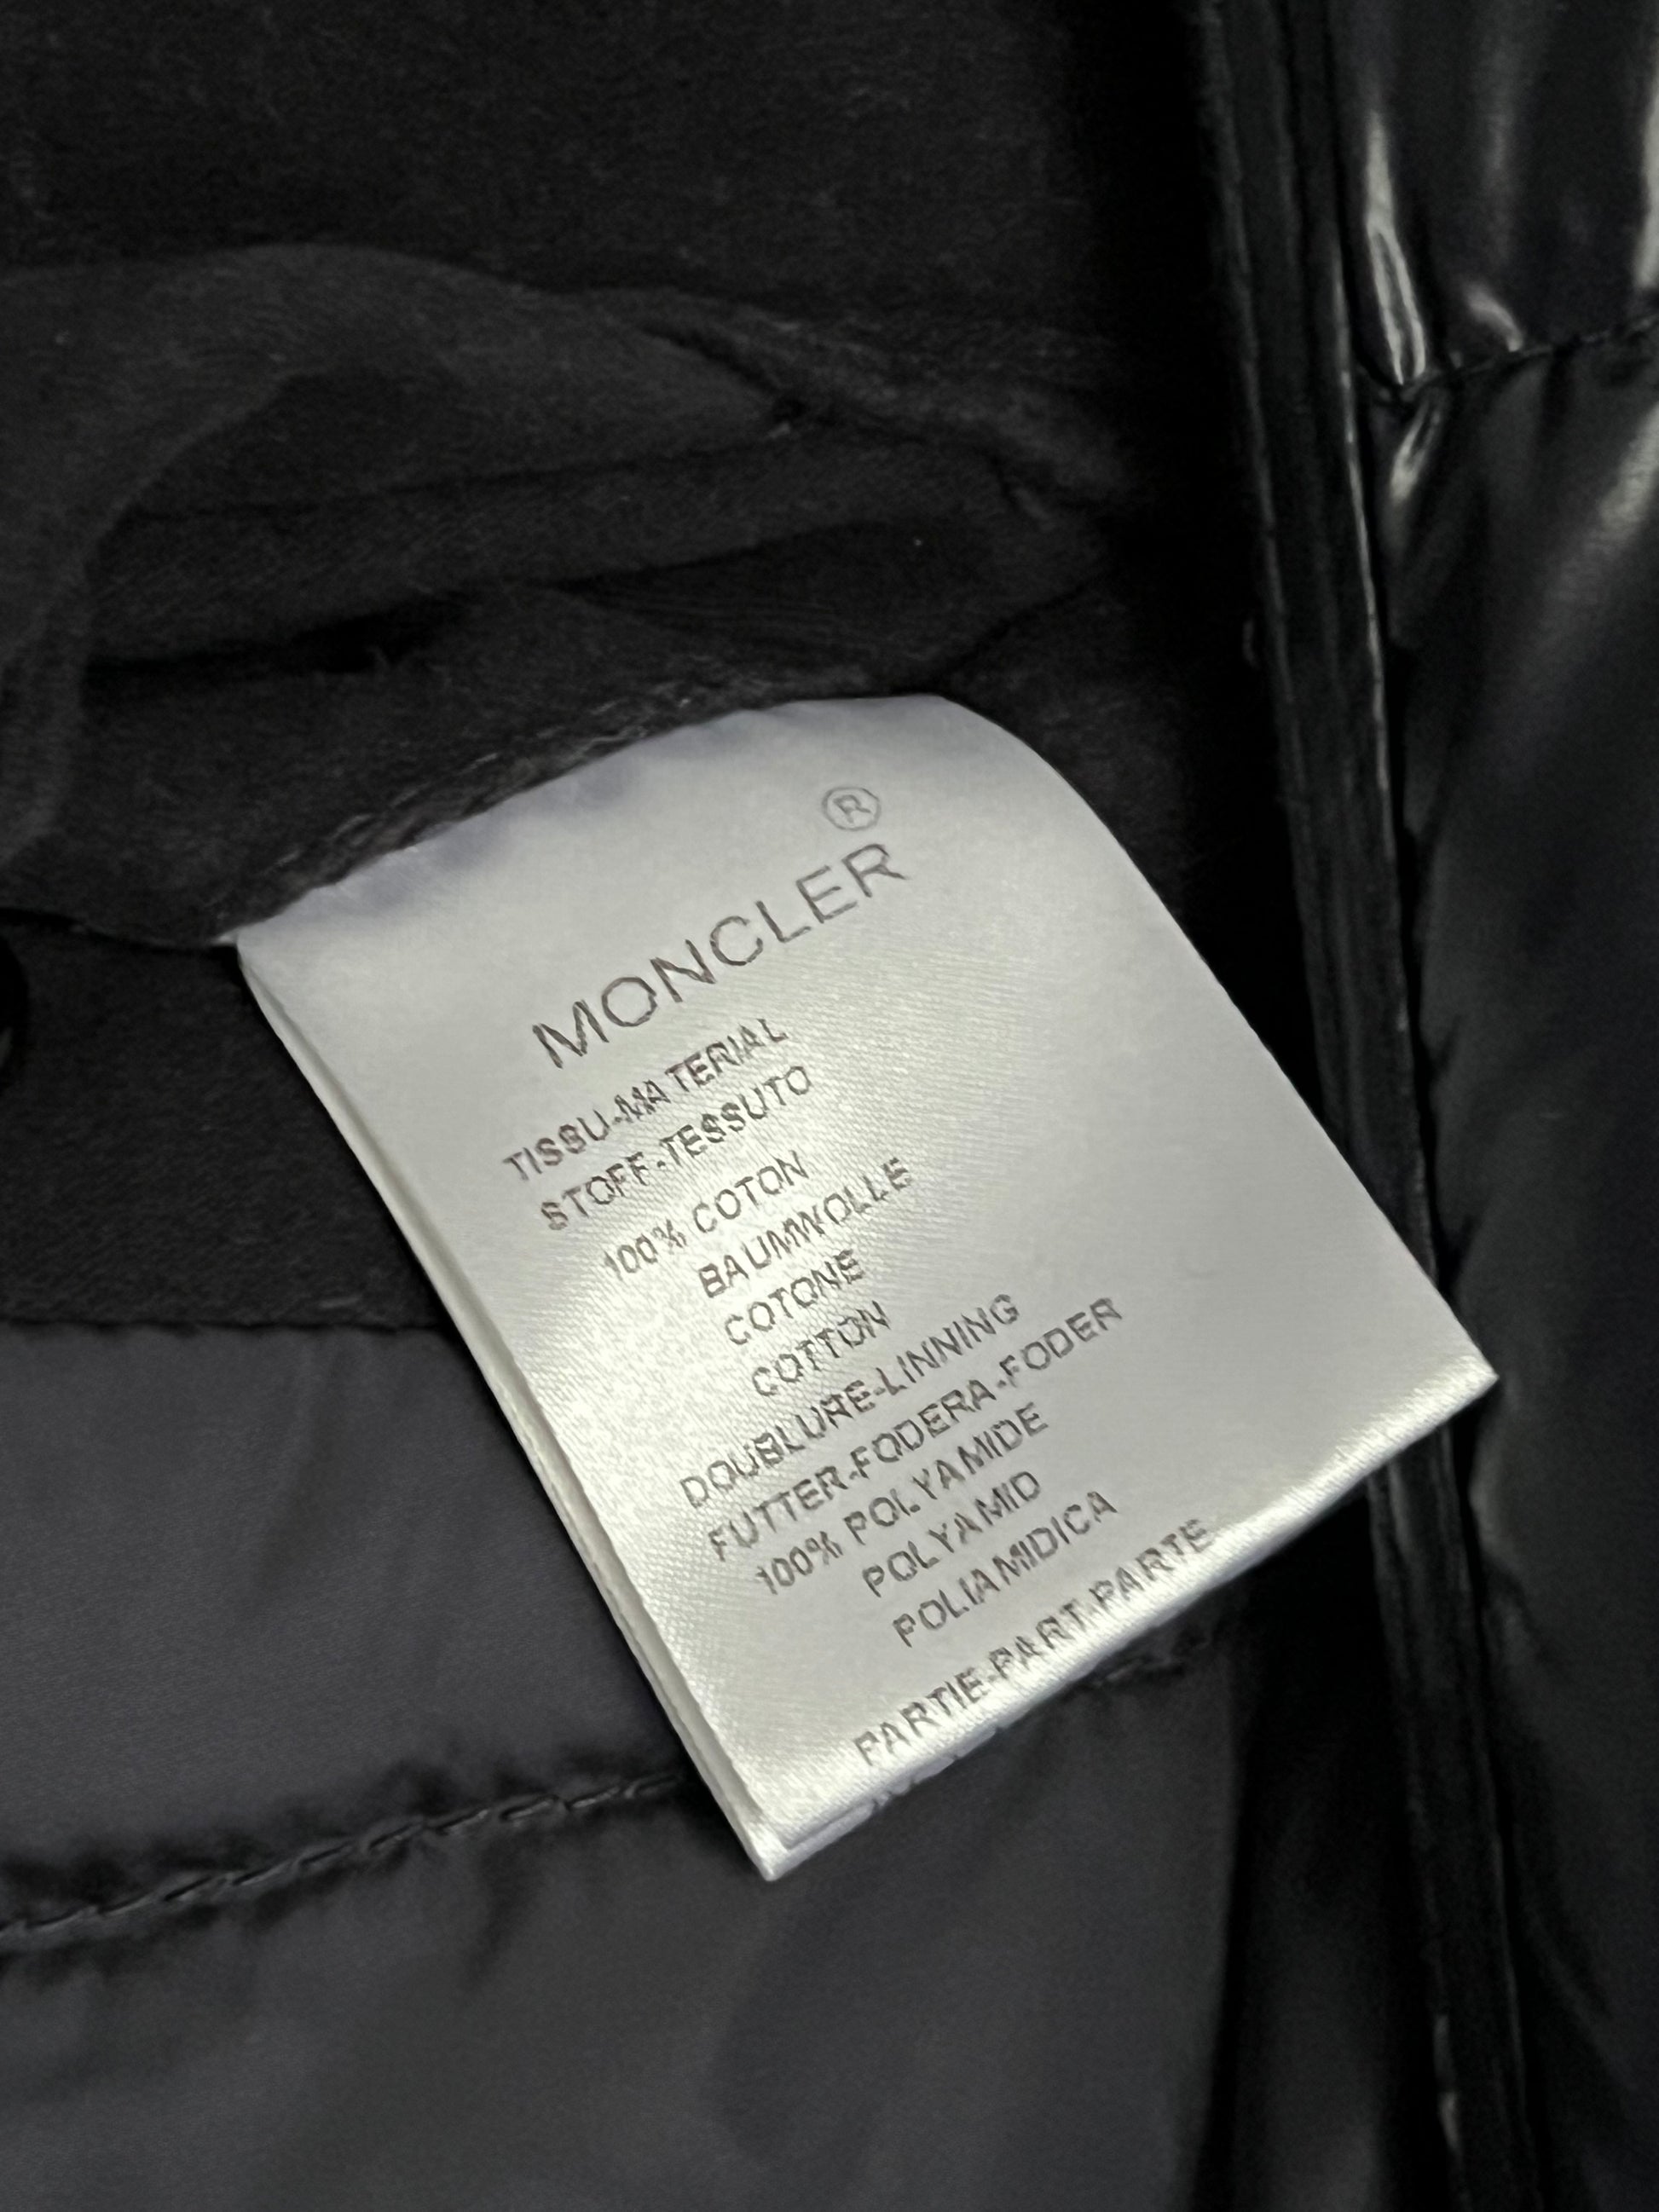 ®
MONCLER
TISSU-MATERIAL
STOFF-TESSUTO
100% COTON
BAUMWOLLE
COTONE
COTTON
DOUBLURE-LINNING
FUTTER-FODERA-FODER
100% POLYAMIDE
POLYAMID
POLIAMIDICA
PARTIE-PART-PARTE